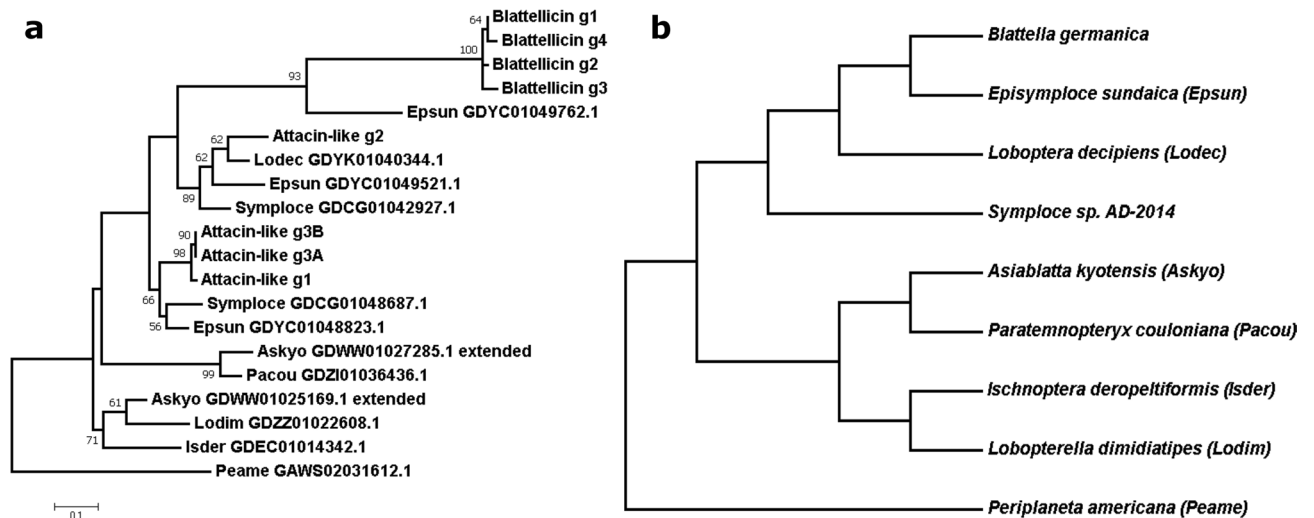 a
Blattellicin g1
64
Blattellicin g4
100
Blattellicin g2
93
Blattellicin g3
Epsun GDYC01049762.1
Attacin-like g2
62
Lodec GDYK01040344.1
62
Epsun GDYC01049521.1
89
Symploce GDCG01042927.1
Attacin-like g3B
90
Attacin-like g3A
98
Attacin-like g1
66
Symploce GDCG01048687.1
56
Epsun GDYC01048823.1
Askyo GDWW01027285.1 extended
99
Pacou GDZI01036436.1
Askyo GDWW01025169.1 extended
61
Lodim GDZZ01022608.1
71
Isder GDEC01014342.1
Peame GAWS02031612.1
0.1
b
Blattella germanica
Episymploce sundaica (Epsun)
Loboptera decipiens (Lodec)
Symploce sp. AD-2014
Asiablatta kyotensis (Askyo)
Paratemnopteryx couloniana (Pacou)
Ischnoptera deropeltiformis (Isder)
Lobopterella dimidiatipes (Lodim)
Periplaneta americana (Peame)